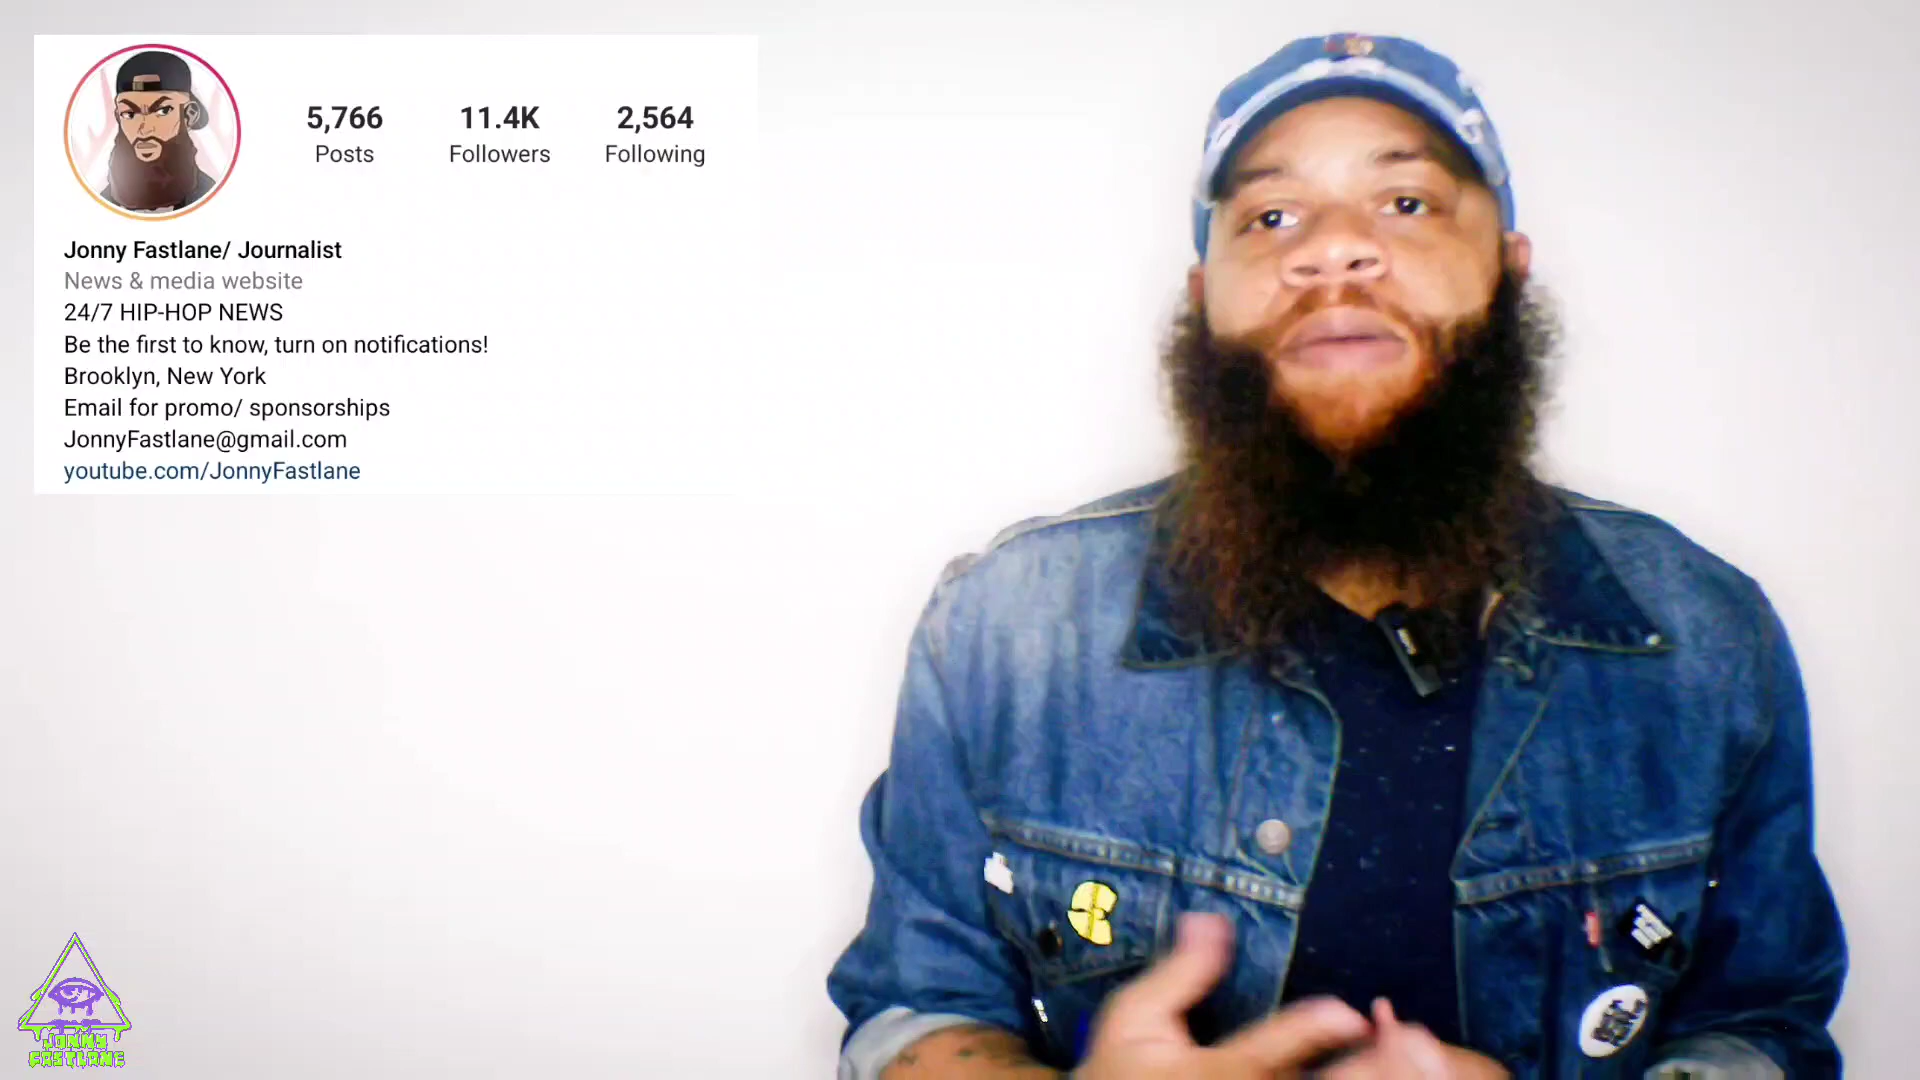 5,766 11.4K 2,564
Posts Followers Following
Jonny Fastlane/ Journalist
News & media website
24/7 HIP-HOP NEWS
Be the first to know, turn on notifications!
Brooklyn, New York
Email for promo/ sponsorships
JonnyFastlane@gmail.com
youtube.com/JonnyFastlane
JONNY
FASTLANE